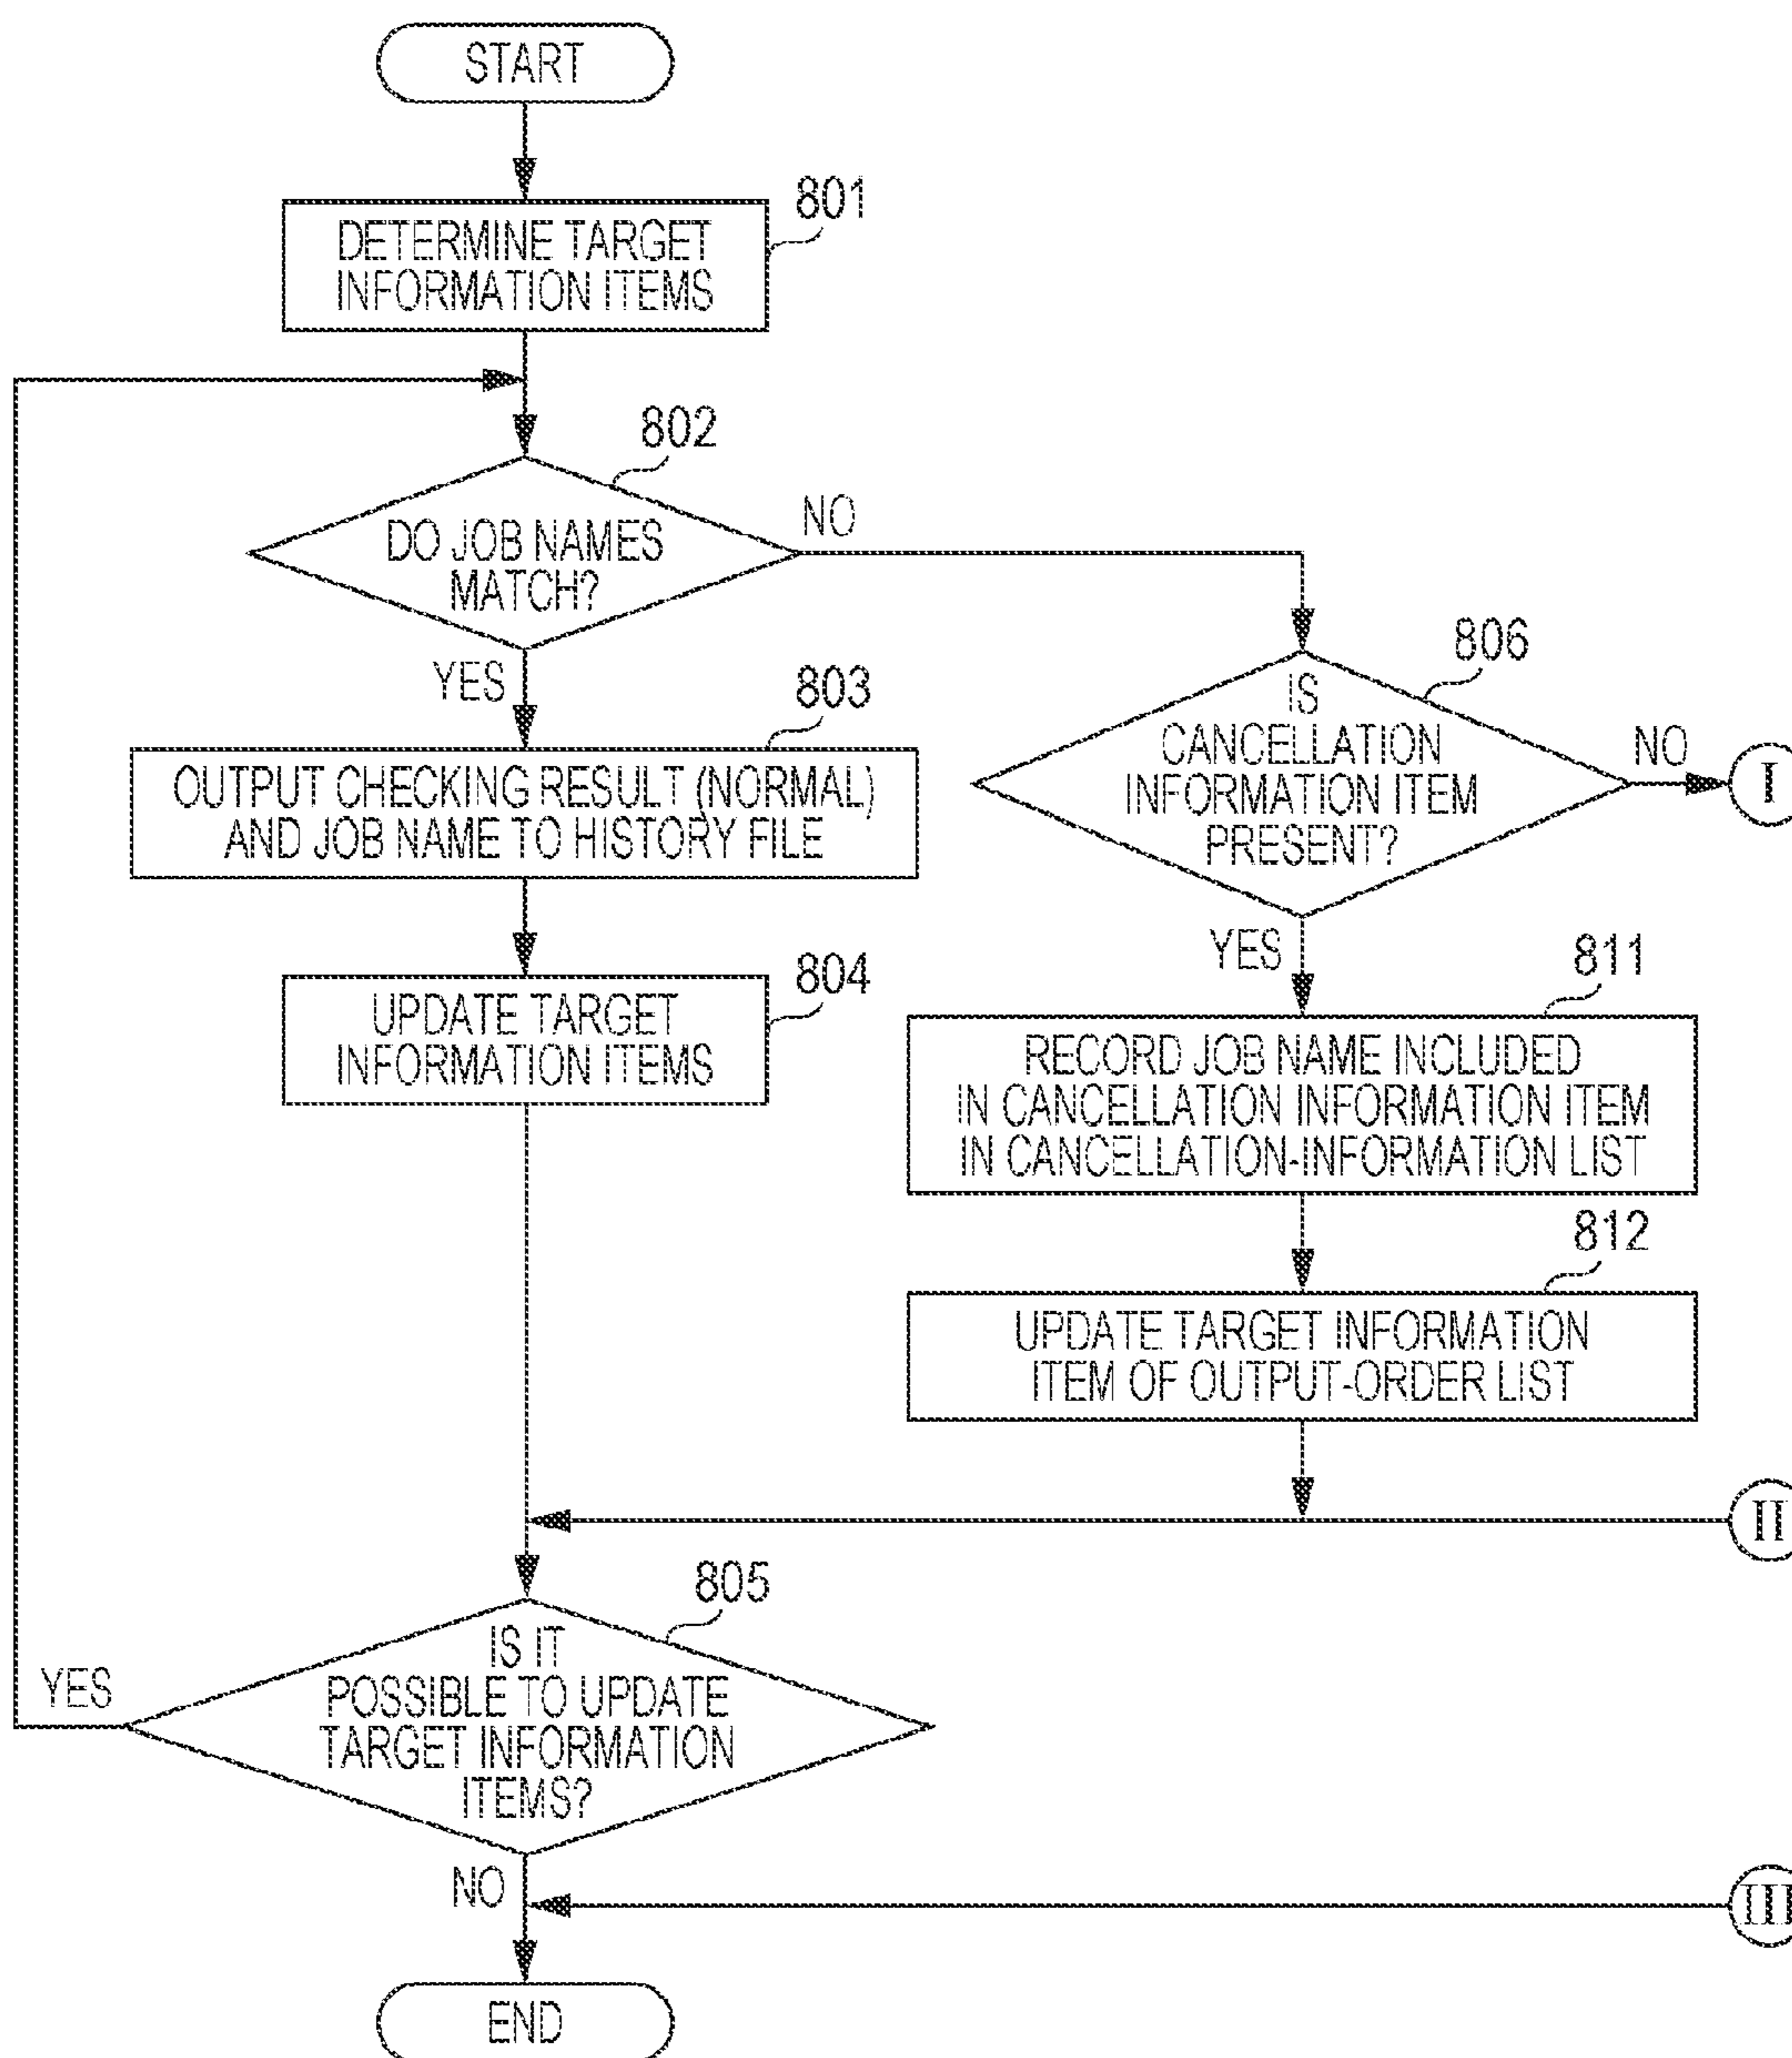 START
801
DETERMINE TARGET
INFORMATION ITEMS
802
DO JOB NAMES
MATCH?
NO
YES
803
OUTPUT CHECKING RESULT (NORMAL)
AND JOB NAME TO HISTORY FILE
804
UPDATE TARGET
INFORMATION ITEMS
806
IS
CANCELLATION
INFORMATION ITEM
PRESENT?
NO
I
YES
811
RECORD JOB NAME INCLUDED
IN CANCELLATION INFORMATION ITEM
IN CANCELLATION-INFORMATION LIST
812
UPDATE TARGET INFORMATION
ITEM OF OUTPUT-ORDER LIST
II
805
IS IT
POSSIBLE TO UPDATE
TARGET INFORMATION
ITEMS?
YES
NO
III
END